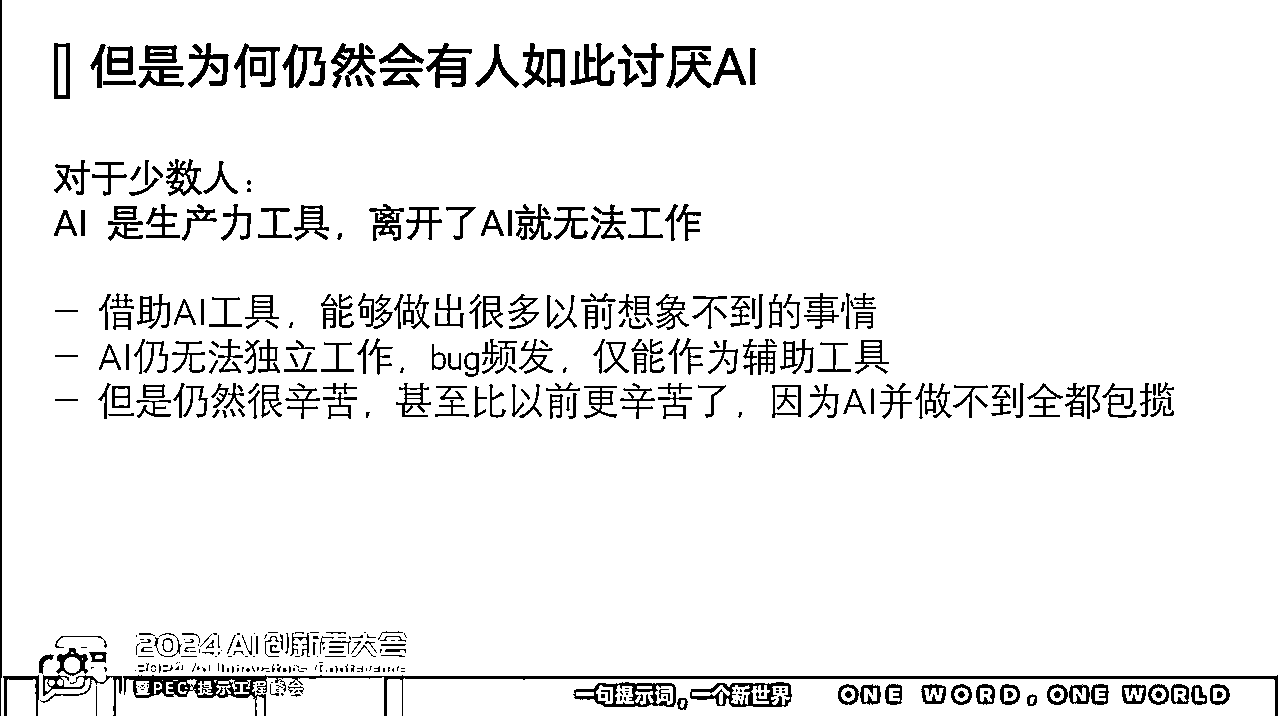 但是为何仍然会有人如此讨厌AI
对于少数人：
AI 是生产力工具，离开了AI就无法工作
— 借助AI工具，能够做出很多以前想象不到的事情
— AI仍无法独立工作，bug频发，仅能作为辅助工具
— 但是仍然很辛苦，甚至比以前更辛苦了，因为AI并做不到全都包揽
2024 AI创新者大会
2024 AI Innovators Conference
暨PEC·提示工程峰会
一句提示词。一个新世界
ONE WORD。ONE WORLD